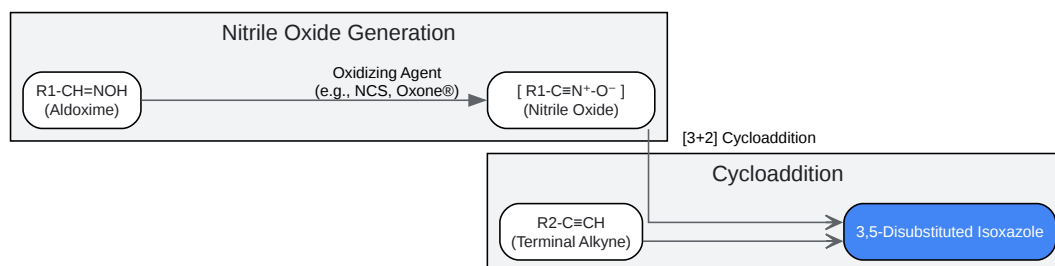 Nitrile Oxide Generation
R1-CH=NOH
(Aldoxime)
Oxidizing Agent
(e.g., NCS, Oxone®)
[ R1-C≡N⁺-O⁻ ]
(Nitrile Oxide)
[3+2] Cycloaddition
Cycloaddition
R2-C≡CH
(Terminal Alkyne)
3,5-Disubstituted Isoxazole